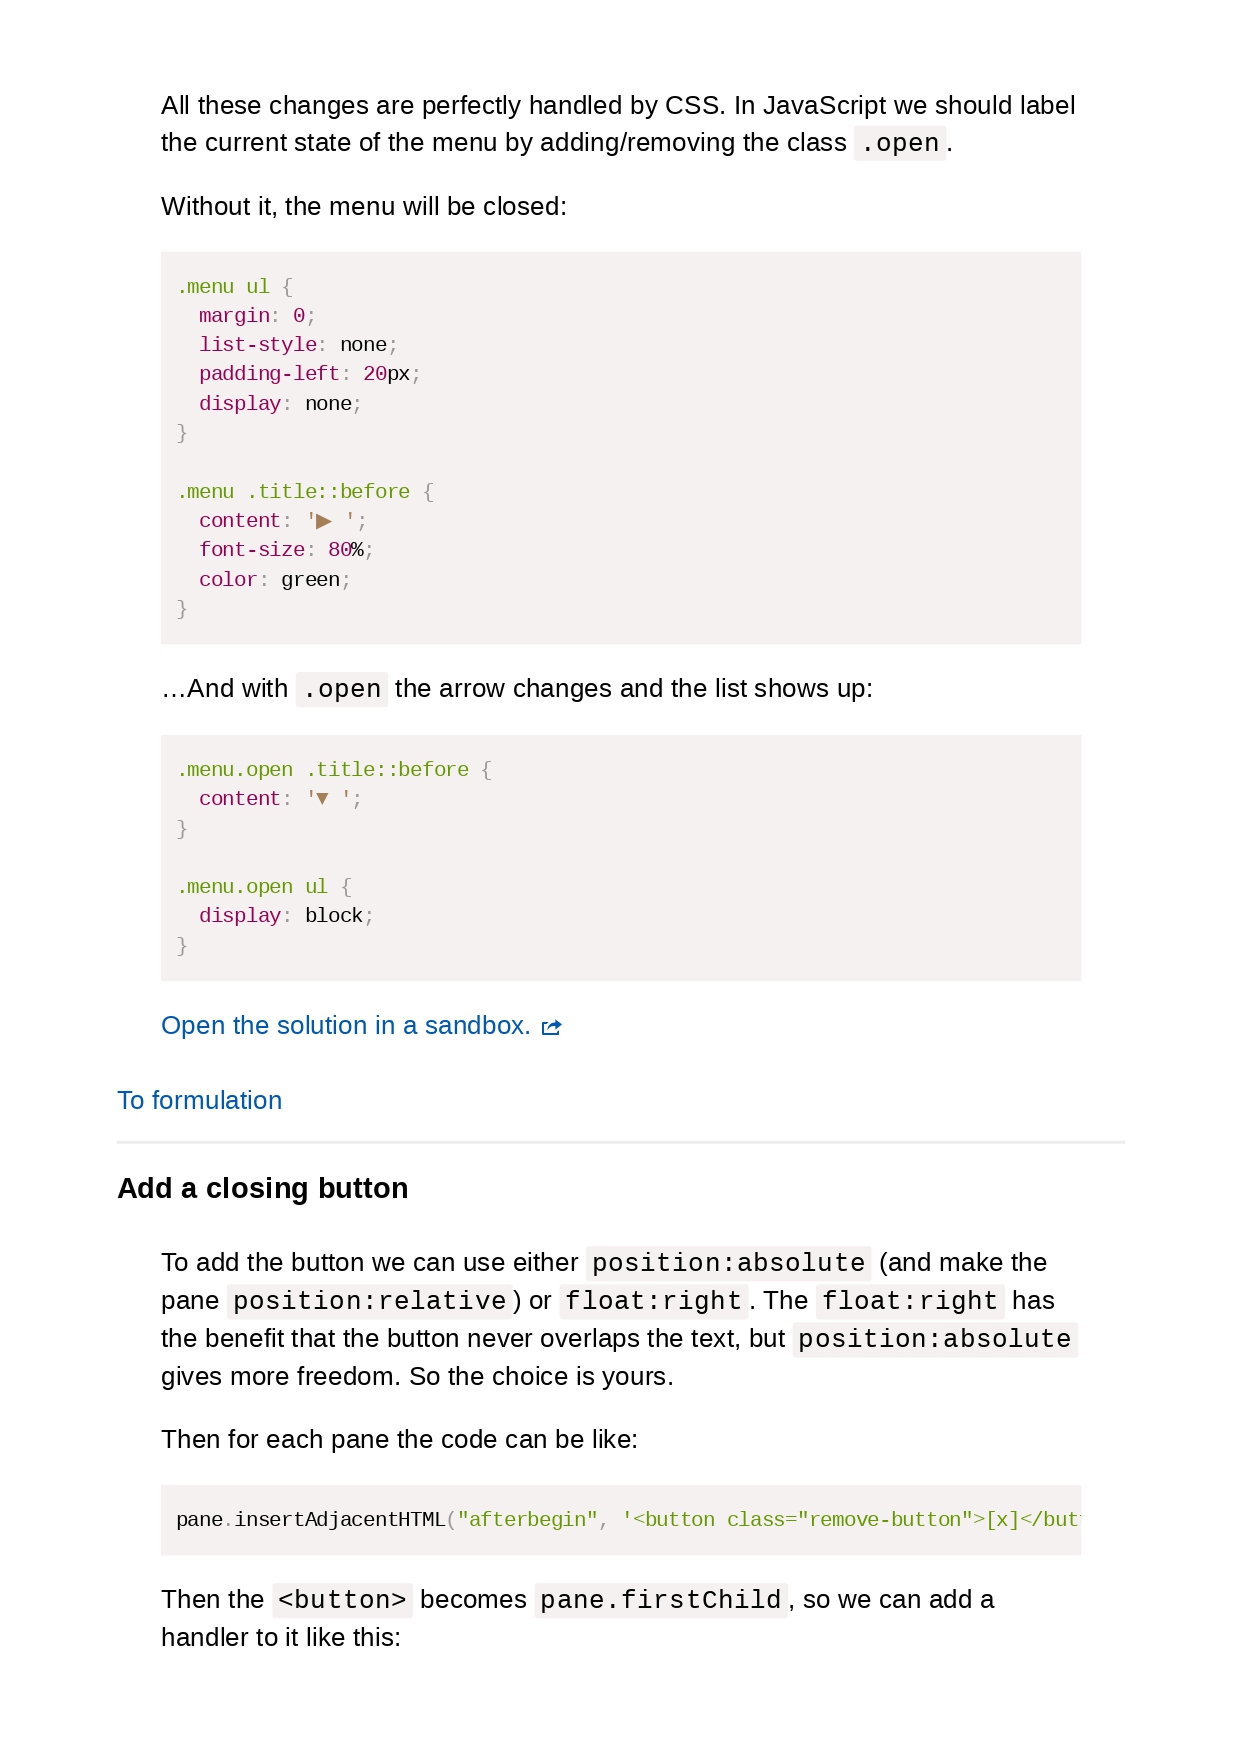 All these changes are perfectly handled by CSS. In JavaScript we should label
the current state of the menu by adding/removing the class .open.
Without it, the menu will be closed:
.menu ul {
  margin: 0;
  list-style: none;
  padding-left: 20px;
  display: none;
}
.menu .title::before {
  content: '▶ ';
  font-size: 80%;
  color: green;
}
…And with .open the arrow changes and the list shows up:
.menu.open .title::before {
  content: '▼ ';
}
.menu.open ul {
  display: block;
}
Open the solution in a sandbox.
To formulation
Add a closing button
To add the button we can use either position:absolute (and make the
pane position:relative) or float:right. The float:right has
the benefit that the button never overlaps the text, but position:absolute
gives more freedom. So the choice is yours.
Then for each pane the code can be like:
pane.insertAdjacentHTML("afterbegin", '<button class="remove-button">[x]</but
Then the <button> becomes pane.firstChild, so we can add a
handler to it like this: